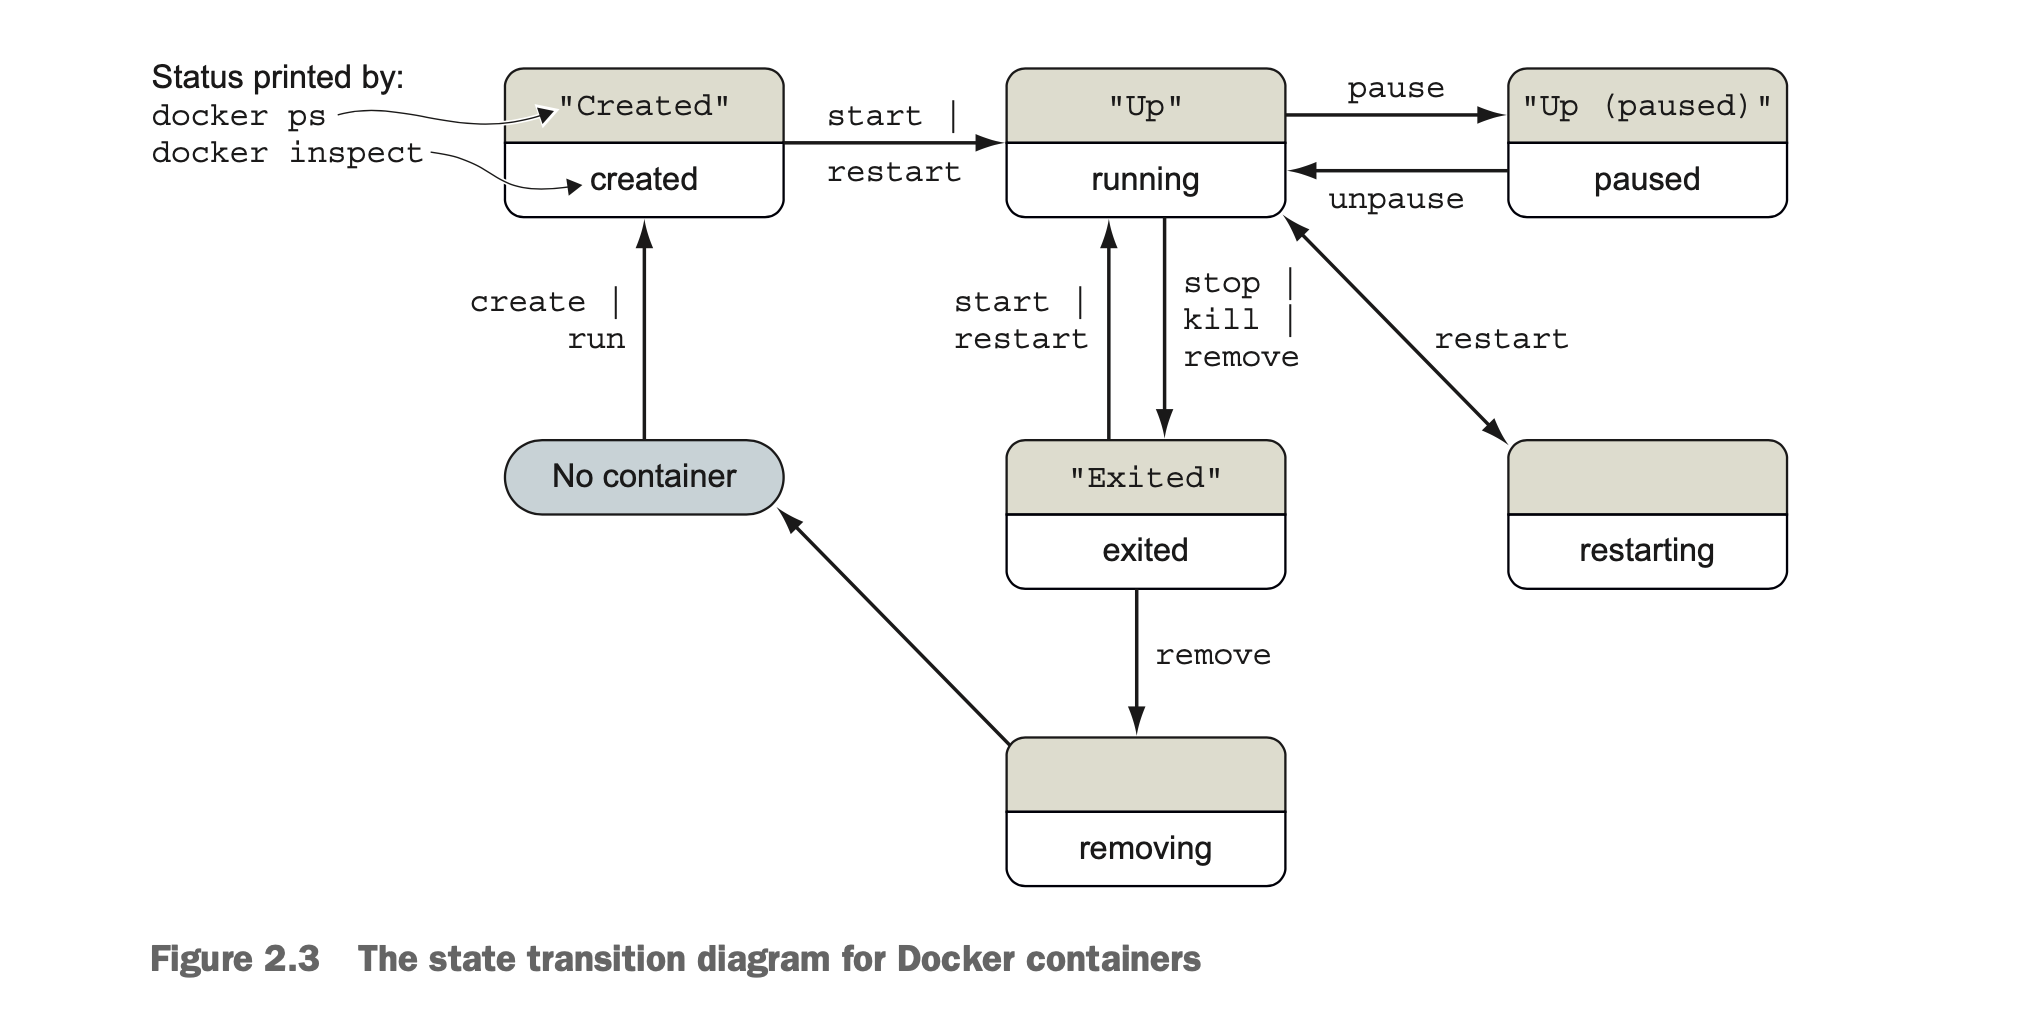 Status printed by:
docker ps
docker inspect
"Created"
created
start |
restart
"Up"
running
pause
unpause
"Up (paused)"
paused
create |
run
start |
restart
stop |
kill |
remove
restart
No container
"Exited"
exited
restarting
remove
removing
Figure 2.3 The state transition diagram for Docker containers